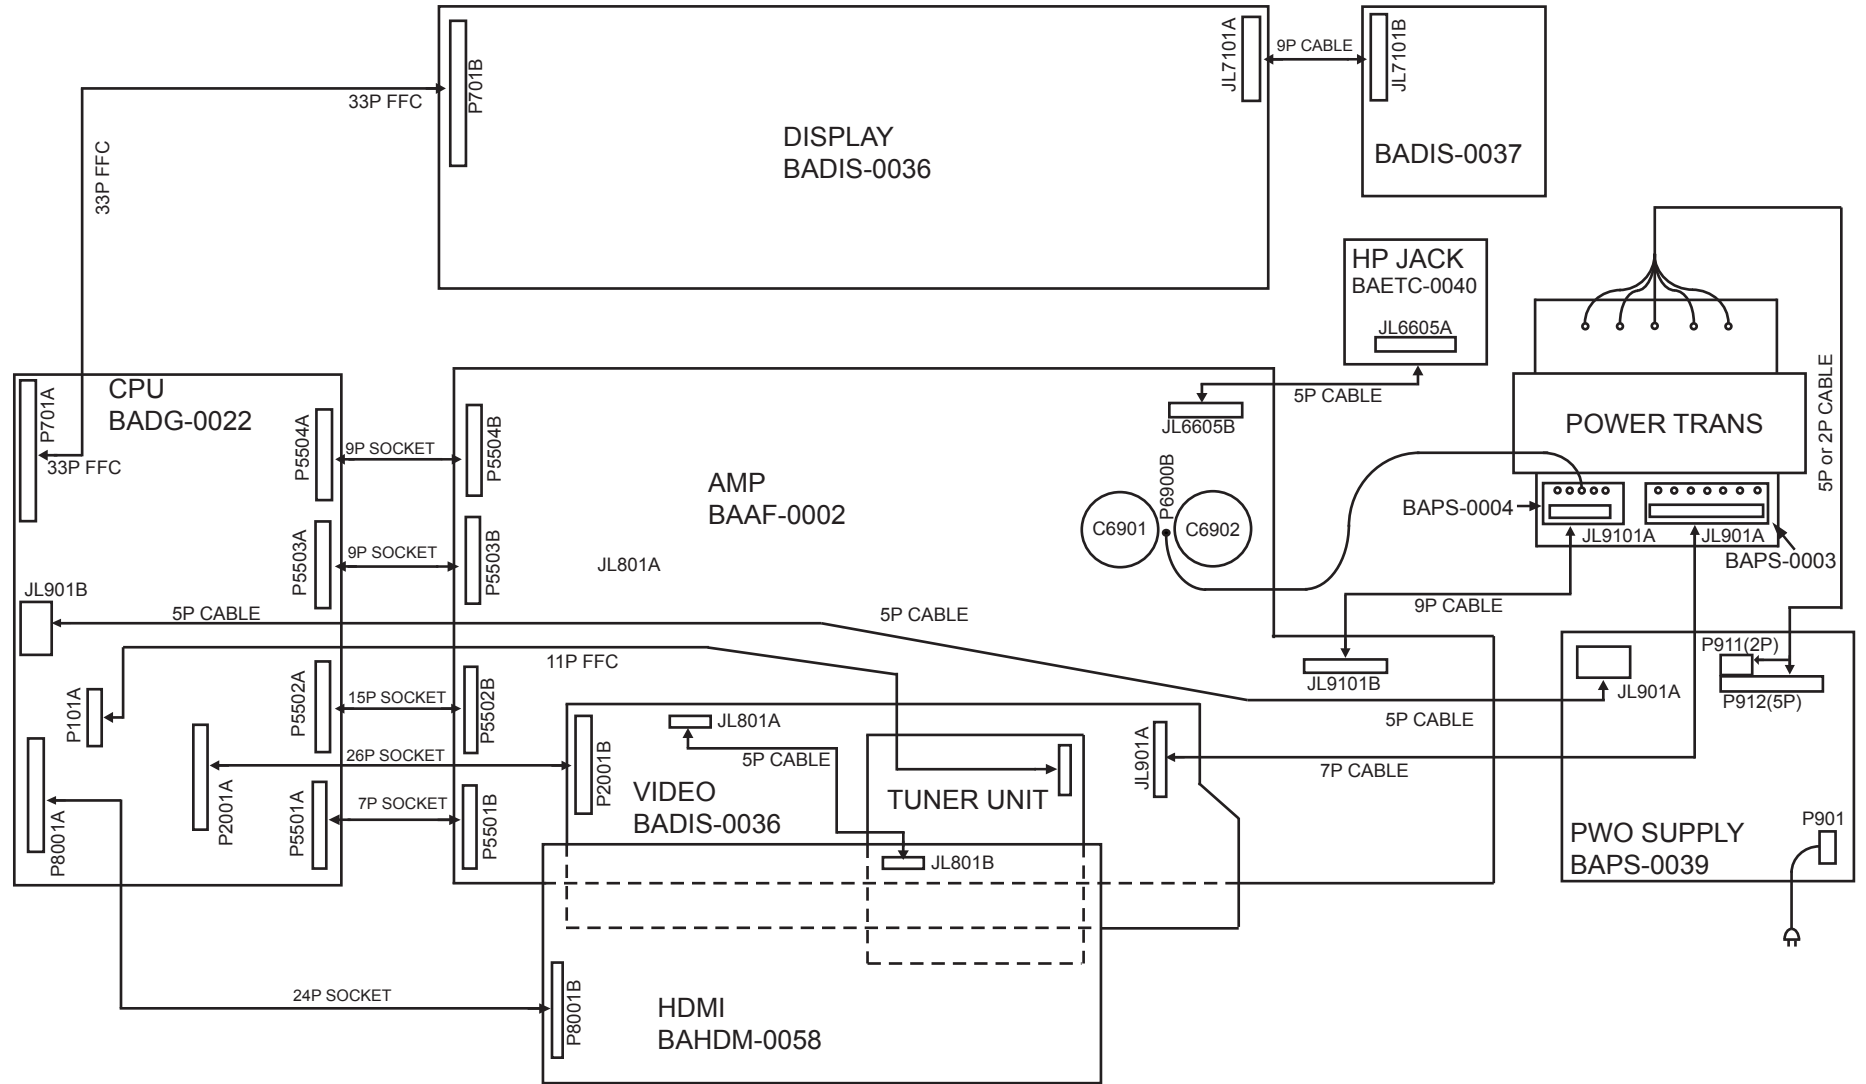 P701B
33P FFC
33P FFC
DISPLAY
BADIS-0036
JL7101A
9P CABLE
JL7101B
BADIS-0037
HP JACK
BAETC-0040
JL6605A
5P CABLE
JL6605B
POWER TRANS
5P or 2P CABLE
BAPS-0004
JL9101A
JL901A
BAPS-0003
CPU
BADG-0022
P701A
33P FFC
P5504A
9P SOCKET
P5504B
P5503A
9P SOCKET
P5503B
AMP
BAAF-0002
JL801A
P6900B
C6901
C6902
JL901B
5P CABLE
5P CABLE
9P CABLE
11P FFC
JL9101B
P911(2P)
JL901A
P912(5P)
5P CABLE
P101A
P5502A
15P SOCKET
P5502B
26P SOCKET
P2001A
P2001B
JL801A
5P CABLE
JL901A
7P CABLE
P8001A
P5501A
7P SOCKET
P5501B
VIDEO
BADIS-0036
TUNER UNIT
JL801B
PWO SUPPLY
BAPS-0039
P901
24P SOCKET
P8001B
HDMI
BAHDM-0058